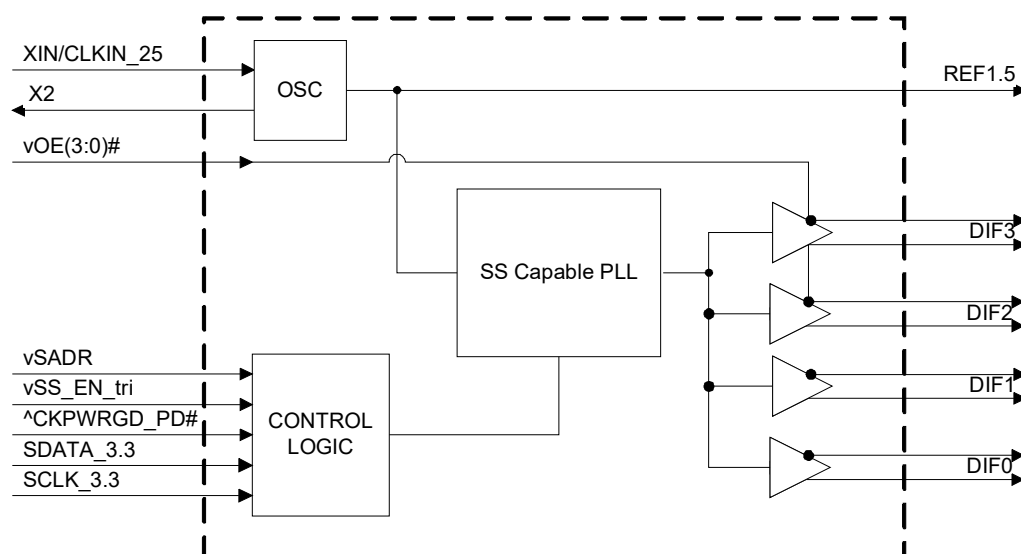 XIN/CLKIN_25
OSC
REF1.5
X2
vOE(3:0)#
SS Capable PLL
DIF3
DIF2
vSADR
vSS_EN_tri
^CKPWRGD_PD#
SDATA_3.3
SCLK_3.3
CONTROL
LOGIC
DIF1
DIF0